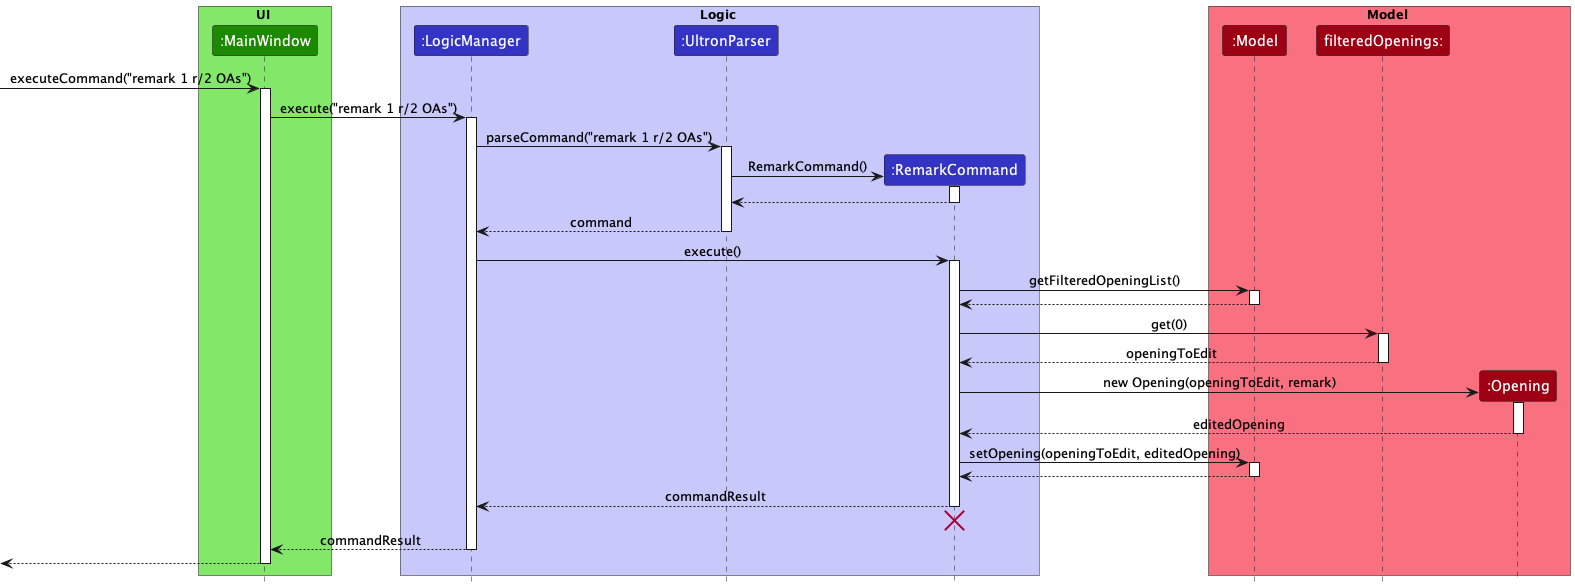 UI
Logic
Model
:MainWindow
:LogicManager
:UltronParser
:Model
filteredOpenings:
executeCommand("remark 1 r/2 OAs")
execute("remark 1 r/2 OAs")
parseCommand("remark 1 r/2 OAs")
RemarkCommand()
:RemarkCommand
command
execute()
getFilteredOpeningList()
get(0)
openingToEdit
new Opening(openingToEdit, remark)
:Opening
editedOpening
setOpening(openingToEdit, editedOpening)
commandResult
commandResult